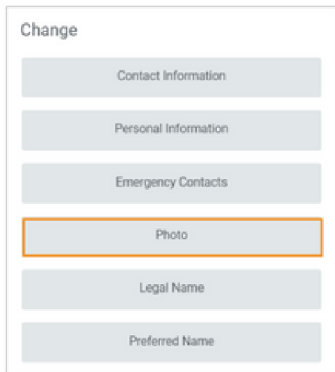 Change
Contact Information
Personal Information
Emergency Contacts
Photo
Legal Name
Preferred Name